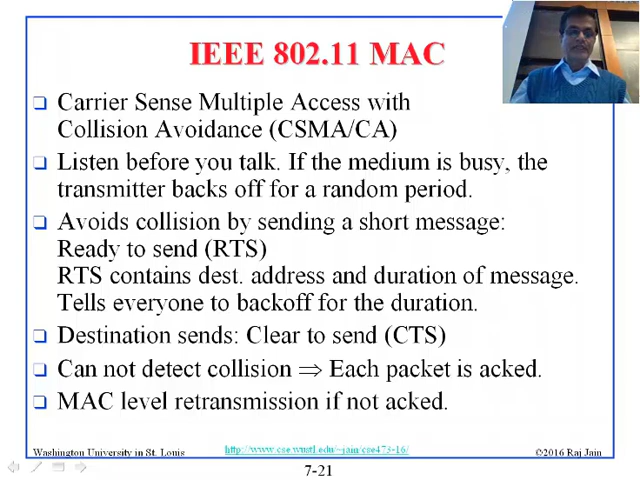 IEEE 802.11 MAC
Carrier Sense Multiple Access with
Collision Avoidance (CSMA/CA)
Listen before you talk. If the medium is busy, the
transmitter backs off for a random period.
Avoids collision by sending a short message:
Ready to send (RTS)
RTS contains dest. address and duration of message.
Tells everyone to backoff for the duration.
Destination sends: Clear to send (CTS)
Can not detect collision ⇒ Each packet is acked.
MAC level retransmission if not acked.
Washington University in St. Louis
http://www.cse.wustl.edu/~jain/cse473-16/
©2016 Raj Jain
7-21